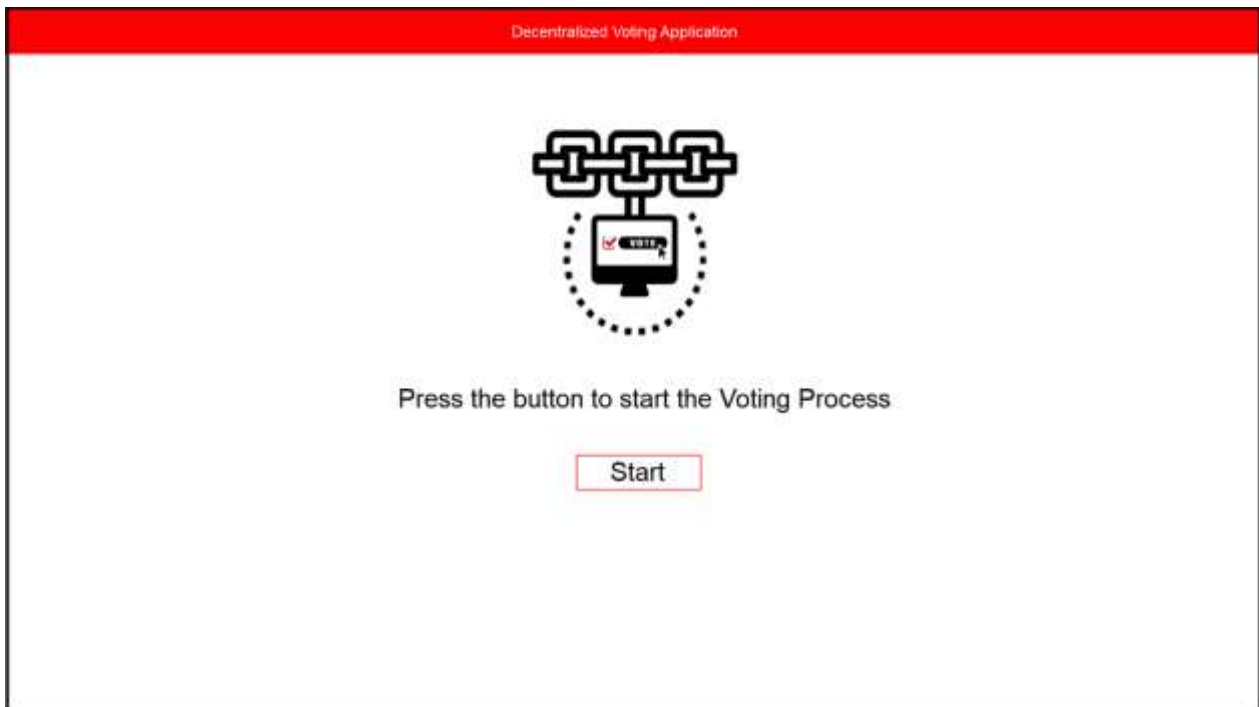 Decentralized Voting Application
VOTE
Press the button to start the Voting Process
Start